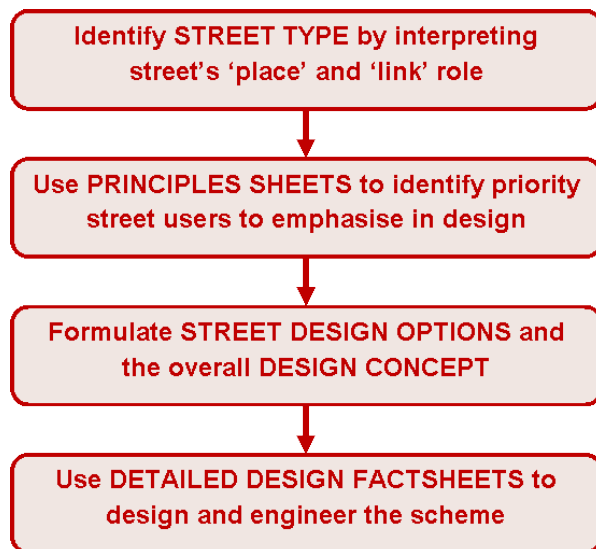 Identify STREET TYPE by interpreting
street’s ‘place’ and ‘link’ role
Use PRINCIPLES SHEETS to identify priority
street users to emphasise in design
Formulate STREET DESIGN OPTIONS and
the overall DESIGN CONCEPT
Use DETAILED DESIGN FACTSHEETS to
design and engineer the scheme